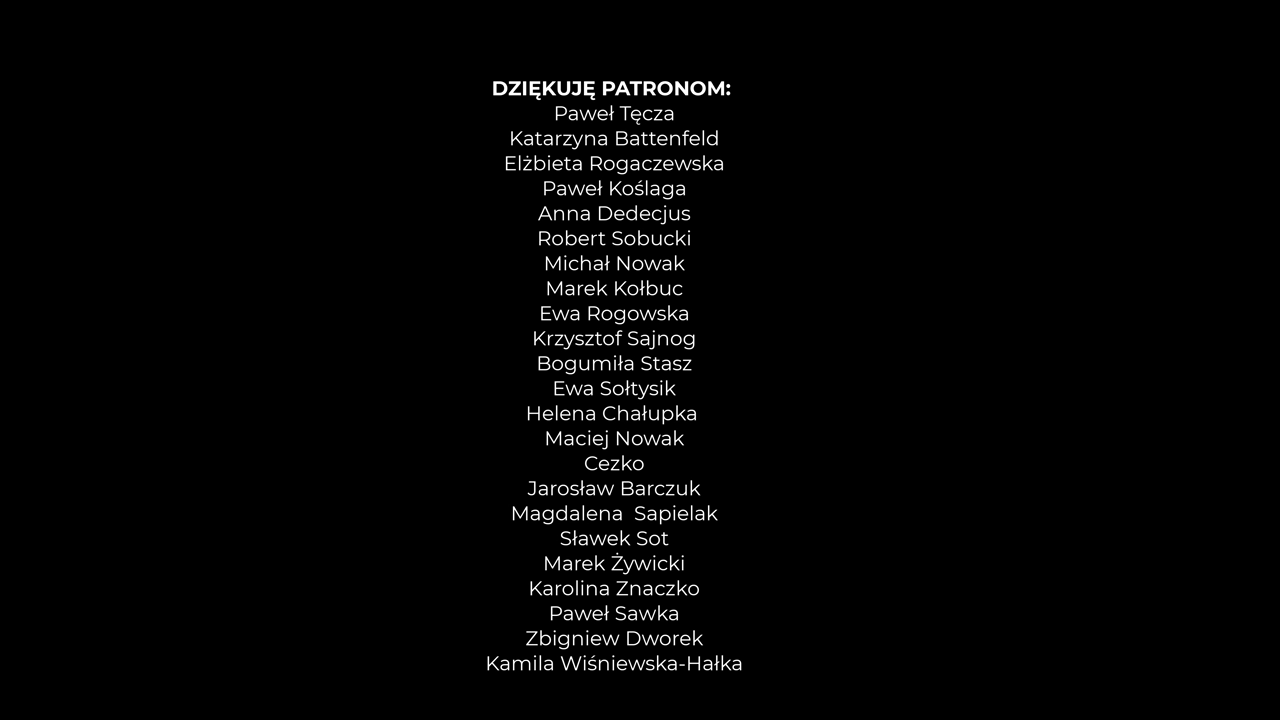 DZIĘKUJĘ PATRONOM:
Paweł Tęcza
Katarzyna Battenfeld
Elżbieta Rogaczewska
Paweł Koślaga
Anna Dedecjus
Robert Sobucki
Michał Nowak
Marek Kołbuc
Ewa Rogowska
Krzysztof Sajnog
Bogumiła Stasz
Ewa Sołtysik
Helena Chałupka
Maciej Nowak
Cezko
Jarosław Barczuk
Magdalena  Sapielak
Sławek Sot
Marek Żywicki
Karolina Znaczko
Paweł Sawka
Zbigniew Dworek
Kamila Wiśniewska-Hałka